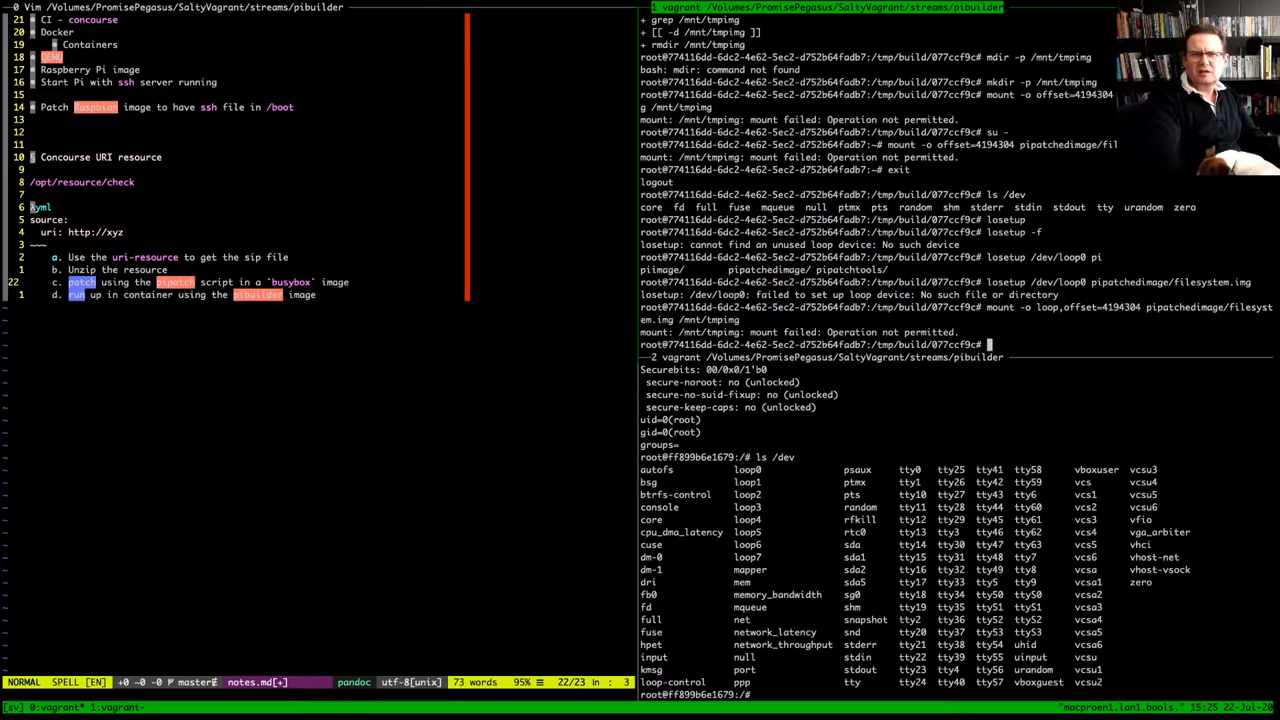 0 Vim /Volumes/PromisePegasus/SaltyVagrant/streams/pibuilder
21 CI - concourse
20 Docker
19 Containers
18 QEMU
17 Raspberry Pi image
16 Start Pi with ssh server running
15
14 Patch Raspbian image to have ssh file in /boot
13
12
11
10 § Concourse URI resource
9
8 /opt/resource/check
7
6 yml
5 source:
4 uri: http://xyz
3 ~~~
2 a. Use the uri-resource to get the sip file
1 b. Unzip the resource
22 c. patch using the pipatch script in a `busybox` image
1 d. run up in container using the pibuilder image
NORMAL SPELL [EN] +0 ~0 -0 master notes.md[+] pandoc utf-8[unix] 73 words 95% 22/23 : 3
1 vagrant /Volumes/PromisePegasus/SaltyVagrant/streams/pibuilder
+ grep /mnt/tmpimg
+ [[ -d /mnt/tmpimg ]]
+ rmdir /mnt/tmpimg
root@774116dd-6218-4e62-5ec2-d752b64fadb7:/tmp/build/077ccf9c# mdir -p /mnt/tmpimg
bash: mdir: command not found
root@774116dd-6218-4e62-5ec2-d752b64fadb7:/tmp/build/077ccf9c# mkdir -p /mnt/tmpimg
root@774116dd-6218-4e62-5ec2-d752b64fadb7:/tmp/build/077ccf9c# mount -o offset=4194304
g /mnt/tmpimg
mount: /mnt/tmpimg: mount failed: Operation not permitted.
root@774116dd-6218-4e62-5ec2-d752b64fadb7:/tmp/build/077ccf9c# su -
root@774116dd-6218-4e62-5ec2-d752b64fadb7:~# mount -o offset=4194304 pipatchedimage/fil
mount: /mnt/tmpimg: mount failed: Operation not permitted.
root@774116dd-6218-4e62-5ec2-d752b64fadb7:~# exit
logout
root@774116dd-6218-4e62-5ec2-d752b64fadb7:/tmp/build/077ccf9c# ls /dev
core fd full fuse mqueue null ptmx pts random shm stderr stdin stdout tty urandom zero
root@774116dd-6218-4e62-5ec2-d752b64fadb7:/tmp/build/077ccf9c# losetup
root@774116dd-6218-4e62-5ec2-d752b64fadb7:/tmp/build/077ccf9c# losetup -f
losetup: cannot find an unused loop device: No such device
root@774116dd-6218-4e62-5ec2-d752b64fadb7:/tmp/build/077ccf9c# losetup /dev/loop0 pi
piimage/ pipatchedimage/ pipatchtools/
root@774116dd-6218-4e62-5ec2-d752b64fadb7:/tmp/build/077ccf9c# losetup /dev/loop0 pipatchedimage/filesystem.img
losetup: /dev/loop0: failed to set up loop device: No such file or directory
root@774116dd-6218-4e62-5ec2-d752b64fadb7:/tmp/build/077ccf9c# mount -o loop,offset=4194304 pipatchedimage/filesyst
em.img /mnt/tmpimg
mount: /mnt/tmpimg: mount failed: Operation not permitted.
root@774116dd-6218-4e62-5ec2-d752b64fadb7:/tmp/build/077ccf9c#
2 vagrant /Volumes/PromisePegasus/SaltyVagrant/streams/pibuilder
Securebits: 00/0x0/1'b0
secure-noroot: no (unlocked)
secure-no-suid-fixup: no (unlocked)
secure-keep-caps: no (unlocked)
uid=0(root)
gid=0(root)
groups=
root@ff899b6e1679:/# ls /dev
autofs loop0 psaux tty0 tty25 tty41 tty58 vboxuser vcsu3
bsg loop1 ptmx tty1 tty26 tty42 tty59 vcs vcsu4
btrfs-control loop2 pts tty10 tty27 tty43 tty6 vcs1 vcsu5
console loop3 random tty11 tty28 tty44 tty60 vcs2 vcsu6
core loop4 rfkill tty12 tty29 tty45 tty61 vcs3 vfio
cpu_dma_latency loop5 rtc0 tty13 tty3 tty46 tty62 vcs4 vga_arbiter
cuse loop6 sda tty14 tty30 tty47 tty63 vcs5 vhci
dm-0 loop7 sda1 tty15 tty31 tty48 tty7 vcs6 vhost-net
dm-1 mapper sda2 tty16 tty32 tty49 tty8 vcsa vhost-vsock
dri mem sda5 tty17 tty33 tty5 tty9 vcsa1 zero
fb0 memory_bandwidth sg0 tty18 tty34 tty50 ttyS0 vcsa2
fd mqueue shm tty19 tty35 tty51 ttyS1 vcsa3
full net snapshot tty2 tty36 tty52 ttyS2 vcsa4
fuse network_latency snd tty20 tty37 tty53 ttyS3 vcsa5
hpet network_throughput stderr tty21 tty38 tty54 uhid vcsa6
input null stdin tty22 tty39 tty55 uinput vcsu
kmsg port stdout tty23 tty4 tty56 urandom vcsu1
loop-control ppp tty tty24 tty40 tty57 vboxguest vcsu2
root@ff899b6e1679:/#
[sv] 0:vagrant* 1:vagrant- "macproen1.lan1.bools." 15:25 22-Jul-20